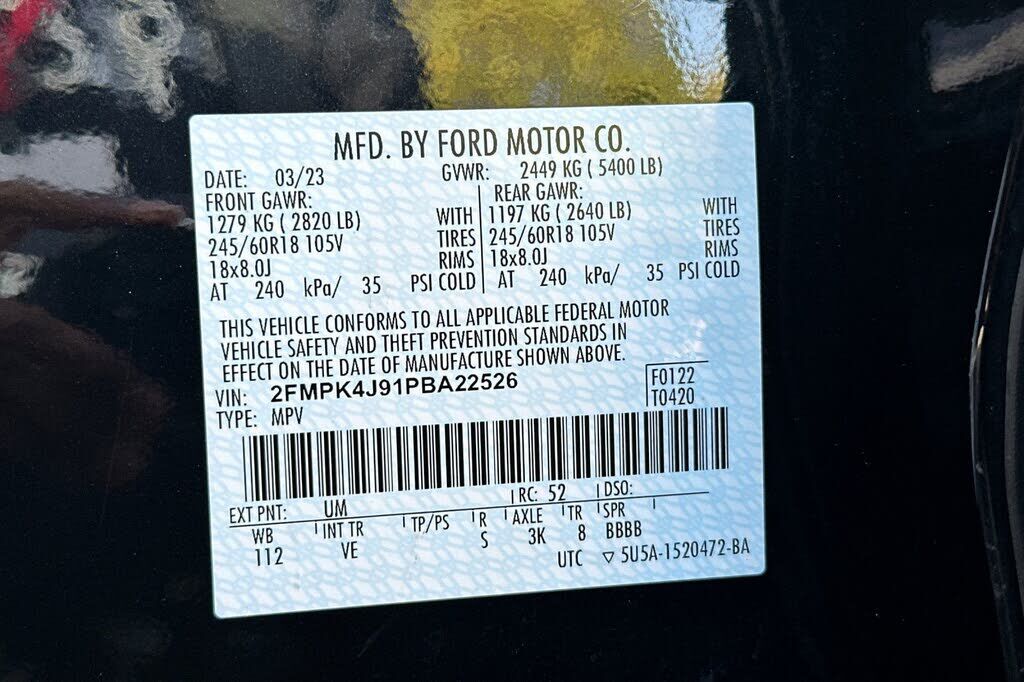 MFD. BY FORD MOTOR CO.
DATE: 03/23 GVWR: 2449 KG ( 5400 LB)
FRONT GAWR: REAR GAWR:
1279 KG ( 2820 LB) WITH 1197 KG ( 2640 LB) WITH
245/60R18 105V TIRES 245/60R18 105V TIRES
18x8.0J RIMS 18x8.0J RIMS
AT 240 kPa/ 35 PSI COLD AT 240 kPa/ 35 PSI COLD
THIS VEHICLE CONFORMS TO ALL APPLICABLE FEDERAL MOTOR
VEHICLE SAFETY AND THEFT PREVENTION STANDARDS IN
EFFECT ON THE DATE OF MANUFACTURE SHOWN ABOVE.
VIN: 2FMPK4J91PBA22526 F0122
TYPE: MPV T0420
EXT PNT: UM RC: 52 DSO:
WB INT TR TP/PS R AXLE TR SPR
112 VE S 3K 8 BBBB
UTC ▽ 5U5A-1520472-BA